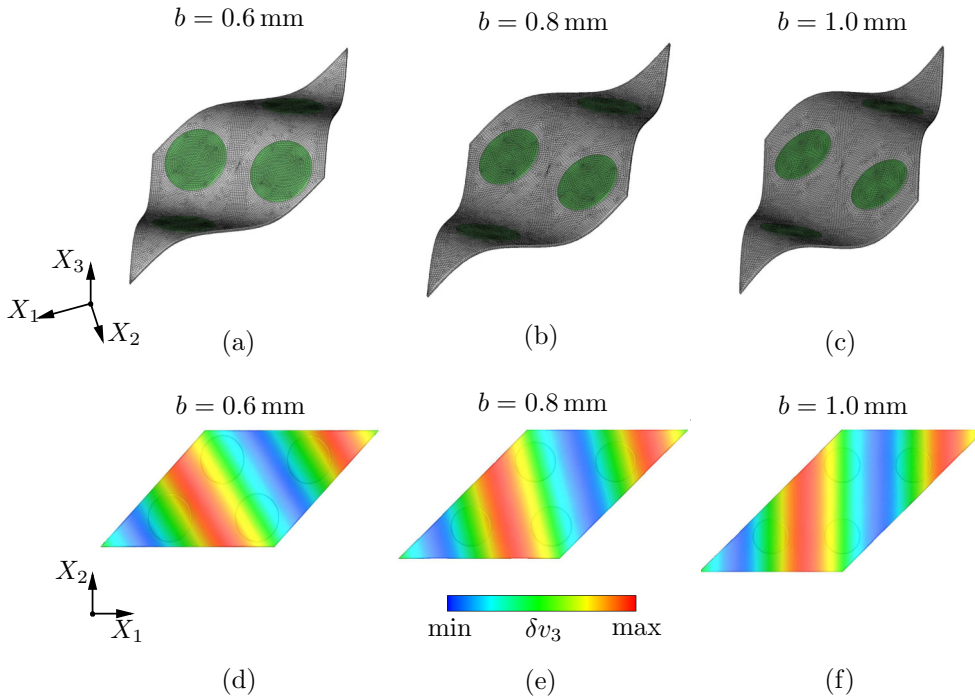 b = 0.6 mm
b = 0.8 mm
b = 1.0 mm
X₃
X₁
X₂
(a)
(b)
(c)
b = 0.6 mm
b = 0.8 mm
b = 1.0 mm
X₂
X₁
min δv₃ max
(d)
(e)
(f)